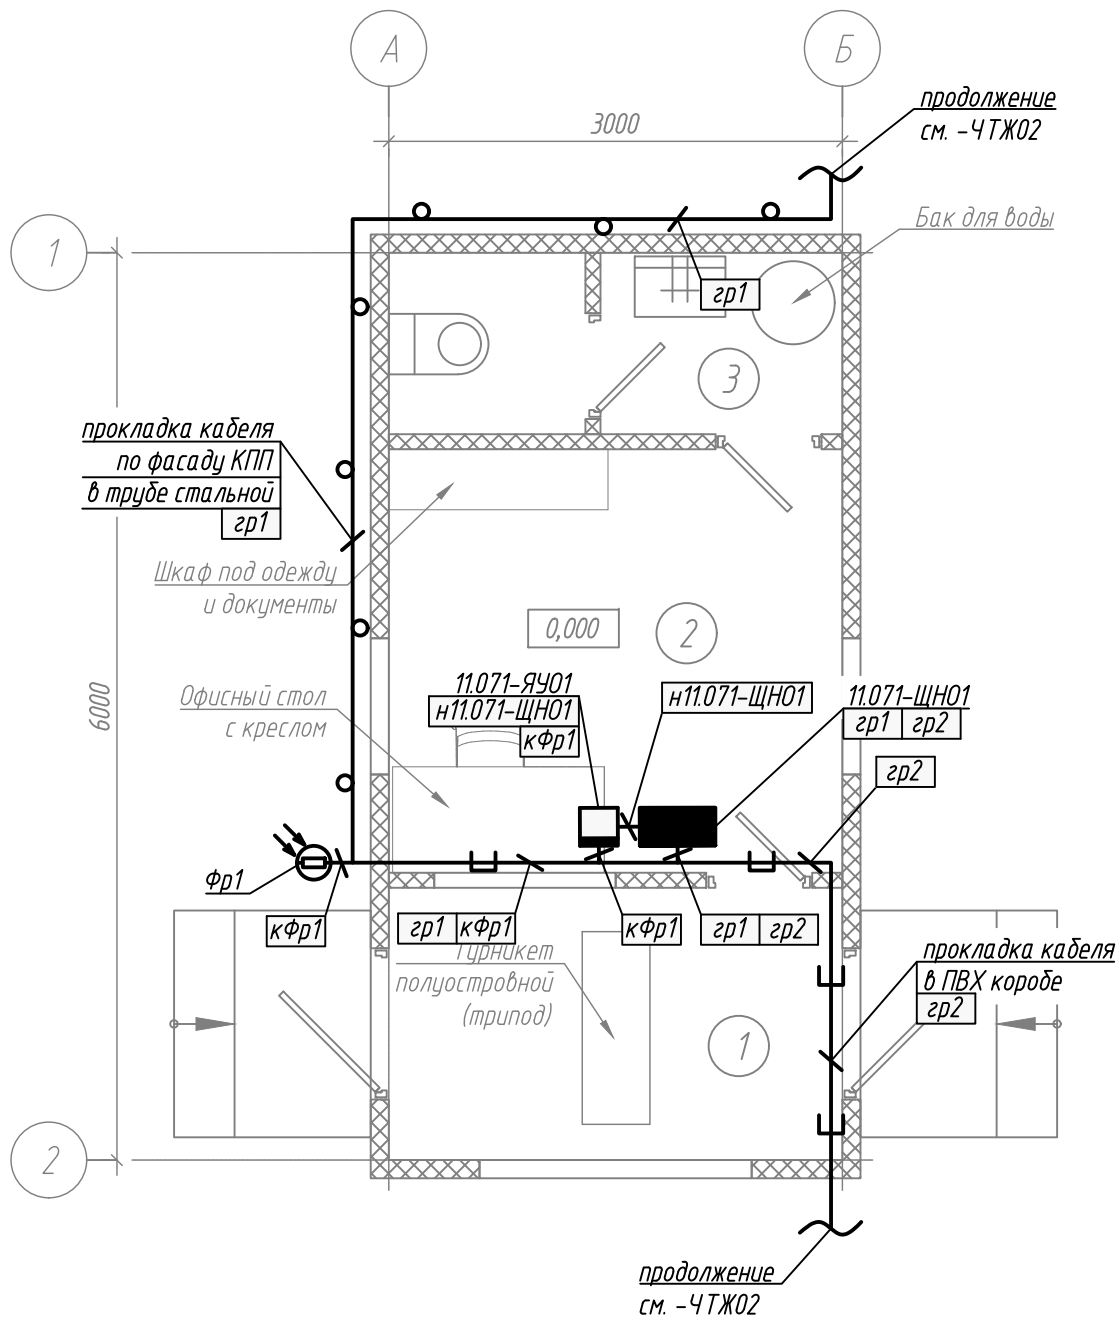 А
Б
продолжение
см. -ЧТЖ02
3000
Бак для воды
1
гр1
3
прокладка кабеля
по фасаду КПП
в трубе стальной
гр1
Шкаф под одежду
и документы
0,000
2
6000
Офисный стол
с креслом
11.071-ЯУ01
н11.071-ЩНО1
кФр1
н11.071-ЩНО1
11.071-ЩНО1
гр1 гр2
гр2
Фр1
кФр1
гр1 кФр1
кФр1
гр1 гр2
Турникет
полуостровной
(трипод)
прокладка кабеля
в ПВХ коробе
гр2
1
2
продолжение
см. -ЧТЖ02